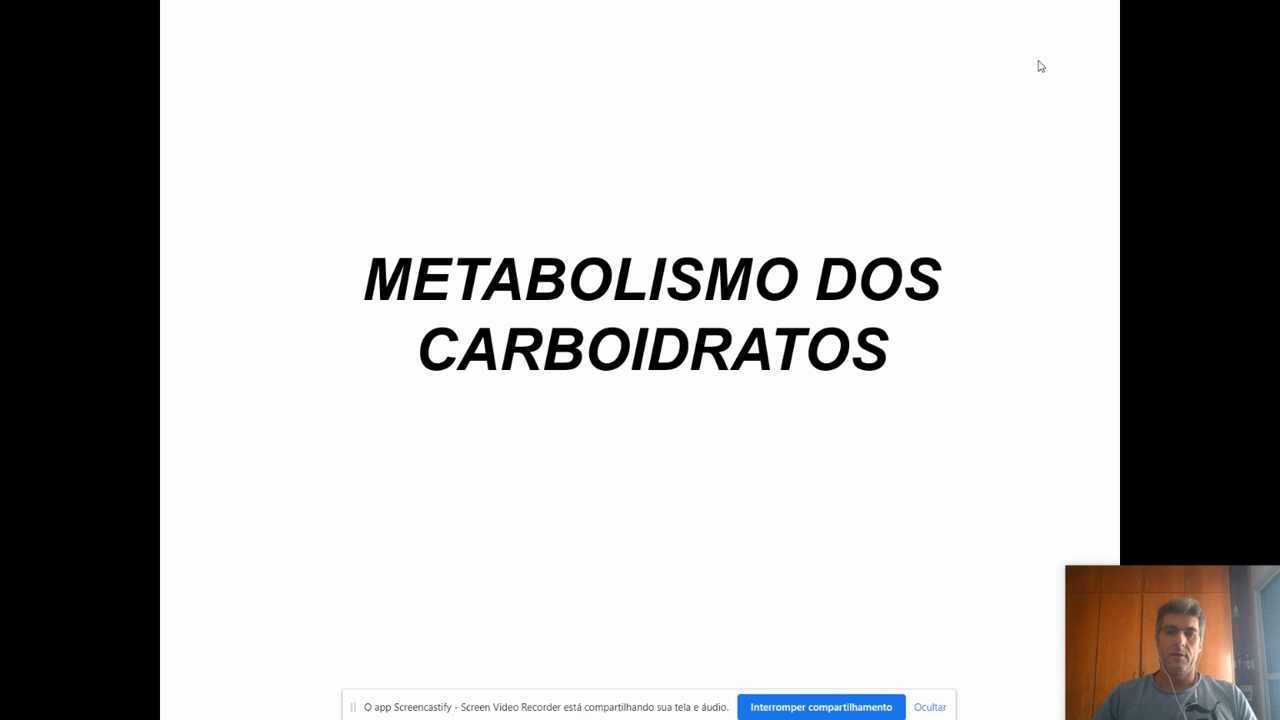 METABOLISMO DOS
CARBOIDRATOS
O app Screencastify - Screen Video Recorder está compartilhando sua tela e áudio. Interromper compartilhamento Ocultar